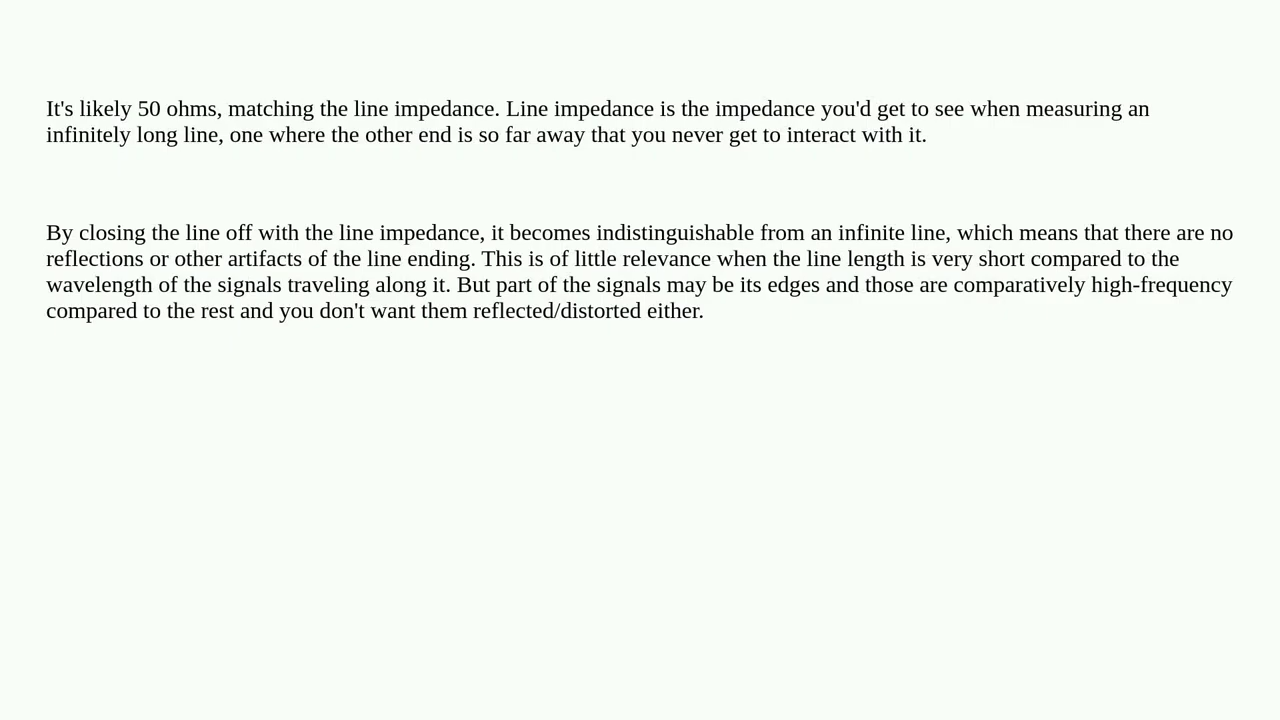 It's likely 50 ohms, matching the line impedance. Line impedance is the impedance you'd get to see when measuring an
infinitely long line, one where the other end is so far away that you never get to interact with it.
By closing the line off with the line impedance, it becomes indistinguishable from an infinite line, which means that there are no
reflections or other artifacts of the line ending. This is of little relevance when the line length is very short compared to the
wavelength of the signals traveling along it. But part of the signals may be its edges and those are comparatively high-frequency
compared to the rest and you don't want them reflected/distorted either.